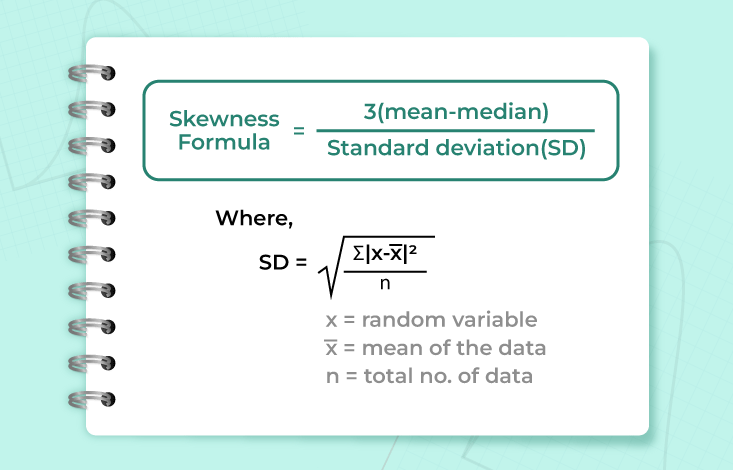 Skewness Formula = 3(mean-median) / Standard deviation(SD)
Where,
SD = √(Σ|x-x̅|² / n)
x = random variable
x̅ = mean of the data
n = total no. of data